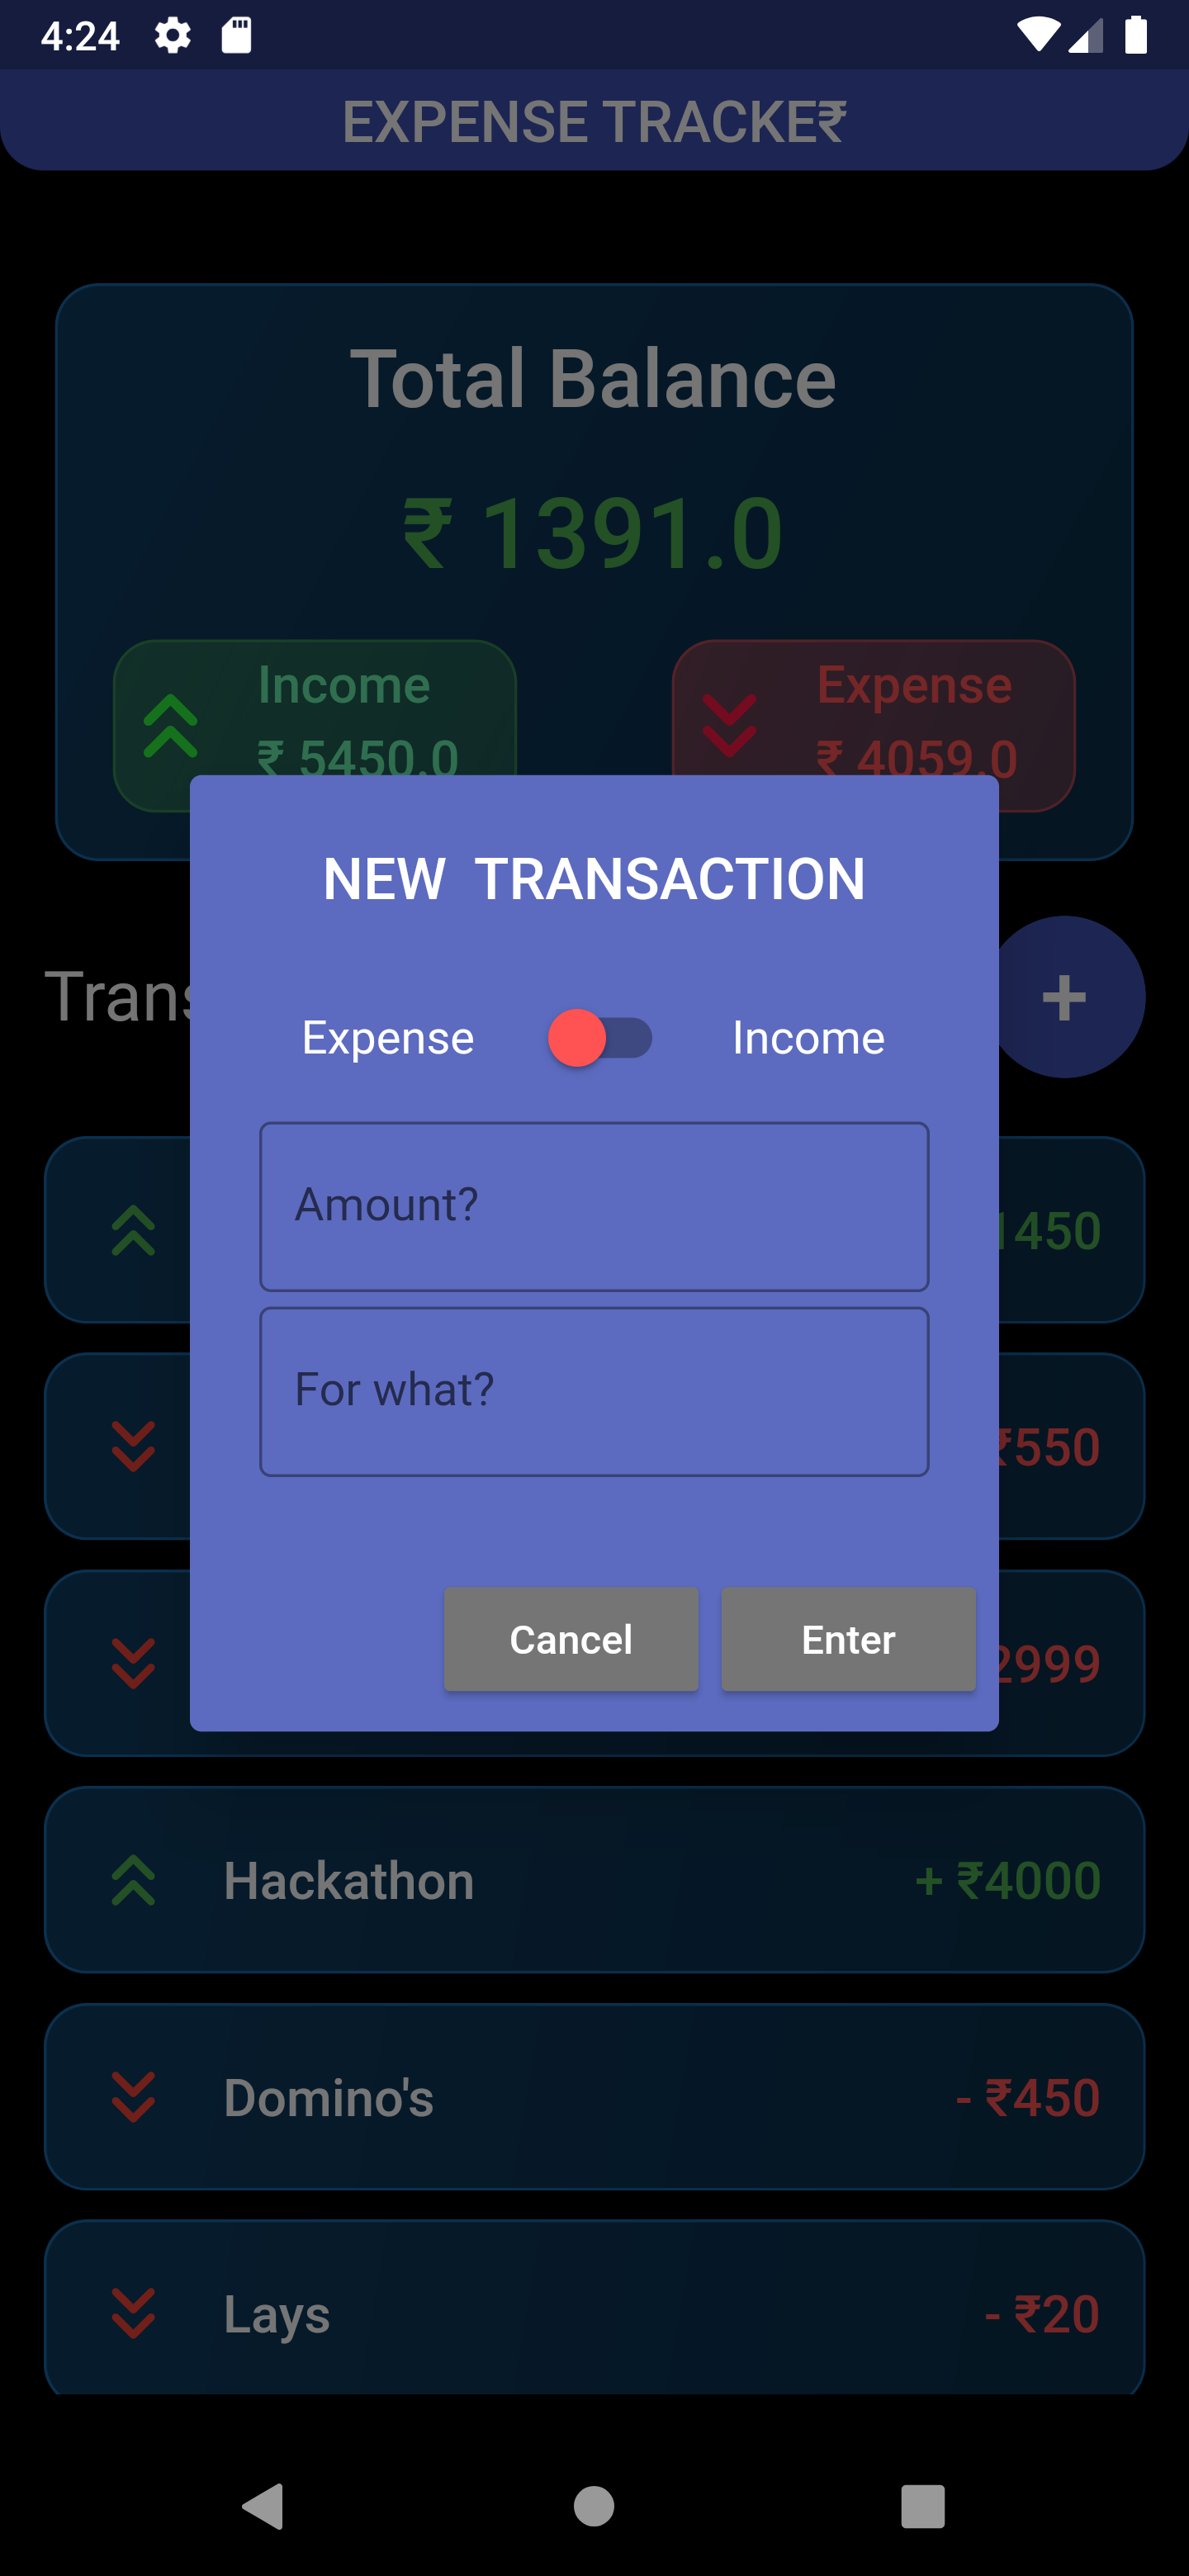 4:24
EXPENSE TRACKE₹
Total Balance
₹ 1391.0
Income
₹ 5450.0
Expense
₹ 4059.0
NEW TRANSACTION
Trans
+
Expense
Income
Amount?
1450
For what?
₹550
Cancel
Enter
2999
Hackathon
+ ₹4000
Domino's
- ₹450
Lays
- ₹20